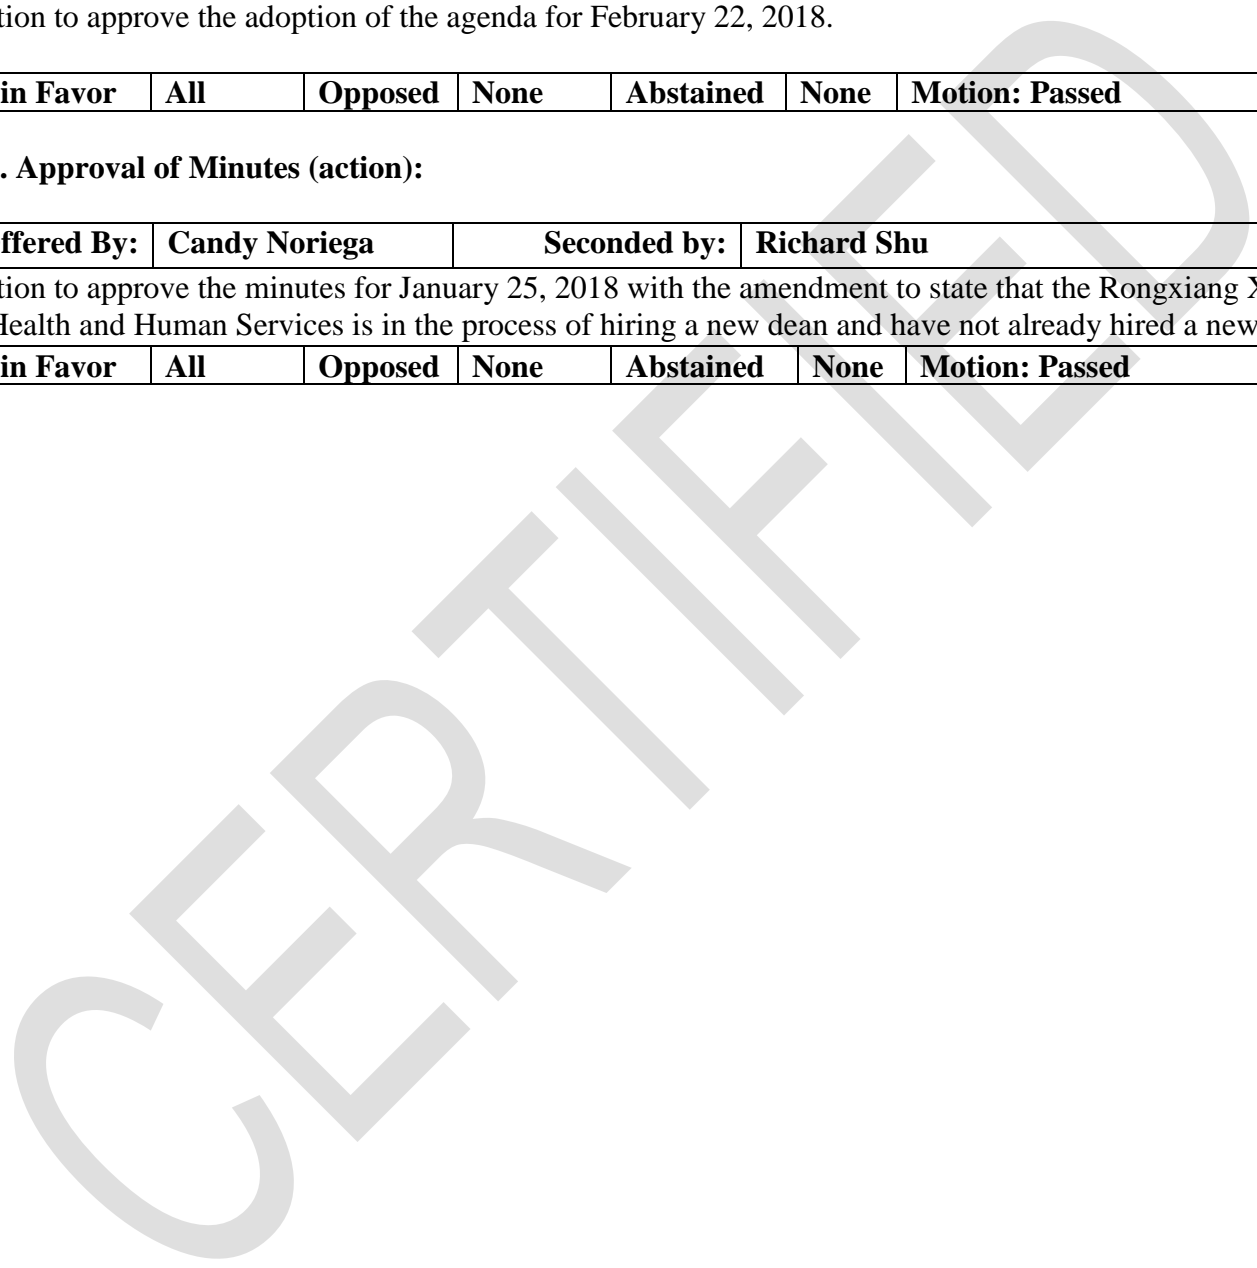 tion to approve the adoption of the agenda for February 22, 2018.
in Favor All Opposed None Abstained None Motion: Passed
. Approval of Minutes (action):
ffered By: Candy Noriega Seconded by: Richard Shu
tion to approve the minutes for January 25, 2018 with the amendment to state that the Rongxiang X
Health and Human Services is in the process of hiring a new dean and have not already hired a new
in Favor All Opposed None Abstained None Motion: Passed
CERTIFIED